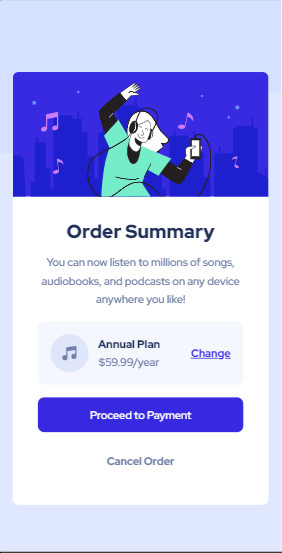 Order Summary
You can now listen to millions of songs,
audiobooks, and podcasts on any device
anywhere you like!
Annual Plan
$59.99/year
Change
Proceed to Payment
Cancel Order